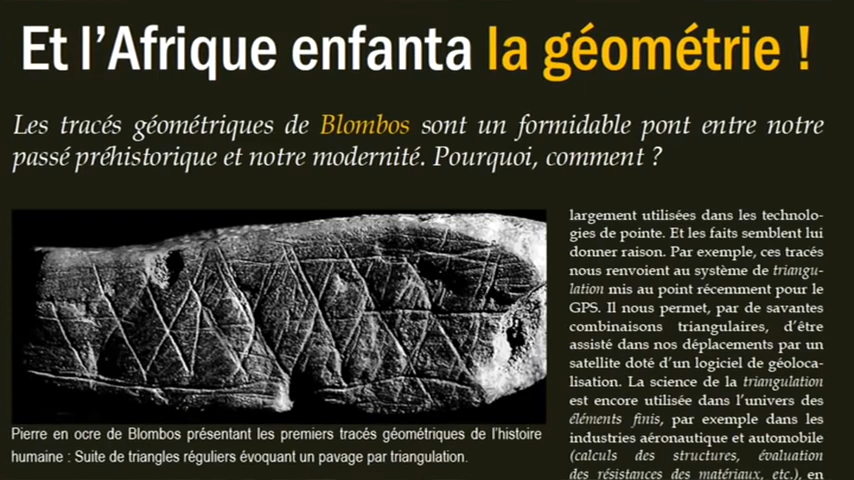 Et l'Afrique enfanta la géométrie !
Les tracés géométriques de Blombos sont un formidable pont entre notre
passé préhistorique et notre modernité. Pourquoi, comment ?
Pierre en ocre de Blombos présentant les premiers tracés géométriques de l'histoire
humaine : Suite de triangles réguliers évoquant un pavage par triangulation.
largement utilisées dans les technolo-
gies de pointe. Et les faits semblent lui
donner raison. Par exemple, ces tracés
nous renvoient au système de triangu-
lation mis au point récemment pour le
GPS. Il nous permet, par de savantes
combinaisons triangulaires, d'être
assisté dans nos déplacements par un
satellite doté d'un logiciel de géoloca-
lisation. La science de la triangulation
est encore utilisée dans l'univers des
éléments finis, par exemple dans les
industries aéronautique et automobile
(calculs des structures, évaluation
des résistances des matériaux, etc.), en